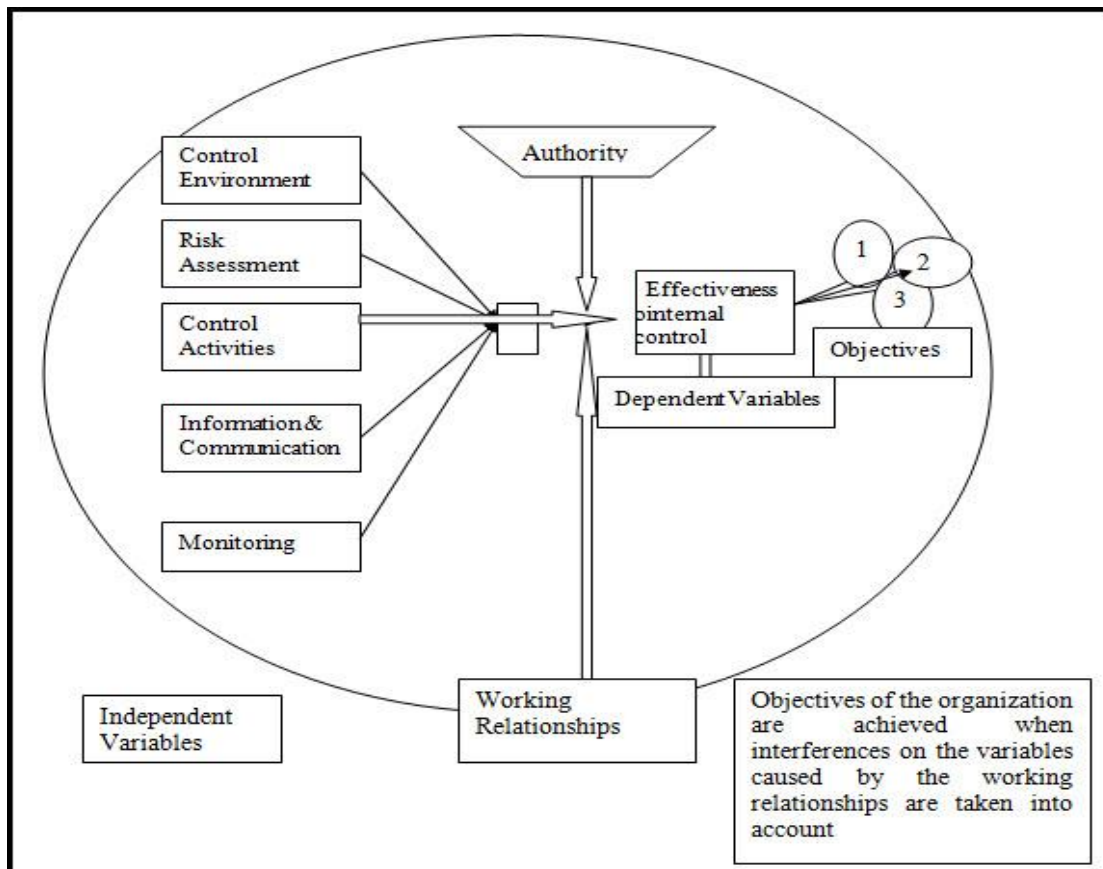 Control
Environment
Authority
Risk
Assessment
1
2
3
Effectiveness
ointernal
control
Control
Activities
Objectives
Dependent Variables
Information &
Communication
Monitoring
Independent
Variables
Working
Relationships
Objectives of the organization
are achieved when
interferences on the variables
caused by the working
relationships are taken into
account